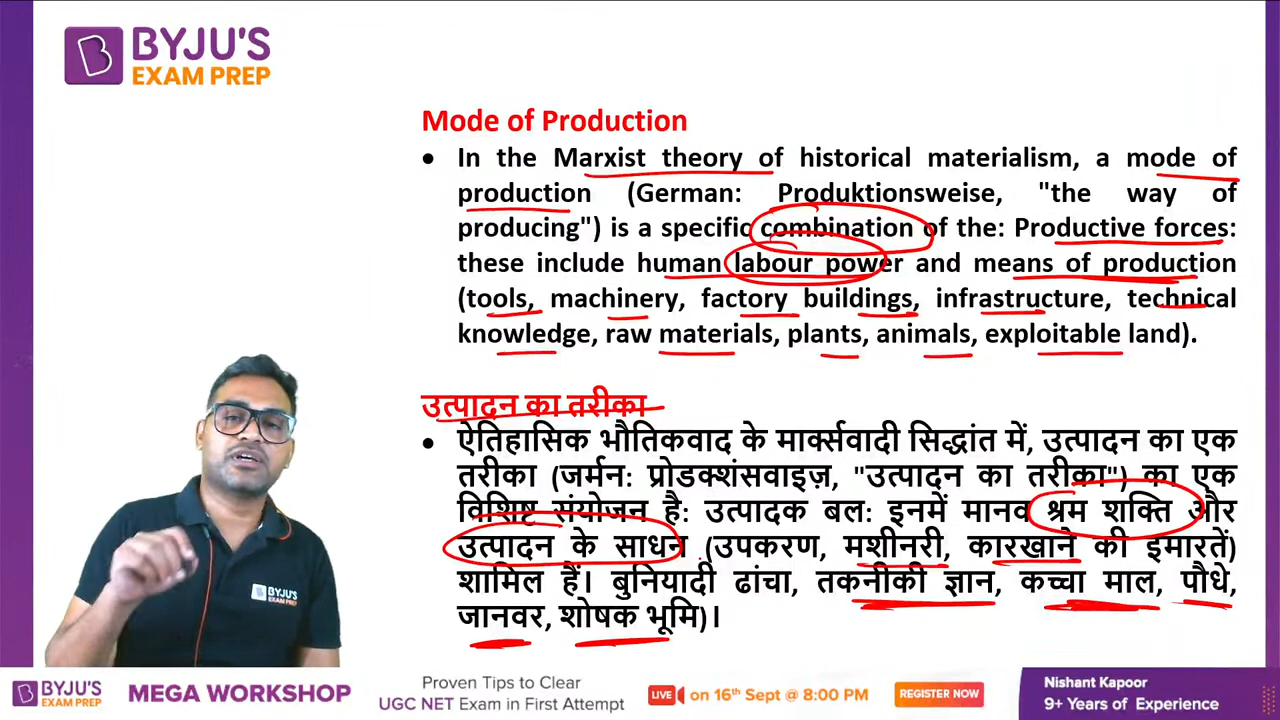 BYJU'S
EXAM PREP
Mode of Production
• In the Marxist theory of historical materialism, a mode of
production (German: Produktionsweise, "the way of
producing") is a specific combination of the: Productive forces:
these include human labour power and means of production
(tools, machinery, factory buildings, infrastructure, technical
knowledge, raw materials, plants, animals, exploitable land).
उत्पादन का तरीका
• ऐतिहासिक भौतिकवाद के मार्क्सवादी सिद्धांत में, उत्पादन का एक
तरीका (जर्मन: प्रोडक्शंसवाइज़, "उत्पादन का तरीका") का एक
विशिष्ट संयोजन है: उत्पादक बल: इनमें मानव श्रम शक्ति और
उत्पादन के साधन (उपकरण, मशीनरी, कारखाने की इमारतें)
शामिल हैं। बुनियादी ढांचा, तकनीकी ज्ञान, कच्चा माल, पौधे,
जानवर, शोषक भूमि)।
BYJU'S
EXAM PREP
BYJU'S
EXAM PREP
MEGA WORKSHOP
Proven Tips to Clear
UGC NET Exam in First Attempt
LIVE on 16th Sept @ 8:00 PM
REGISTER NOW
Nishant Kapoor
9+ Years of Experience